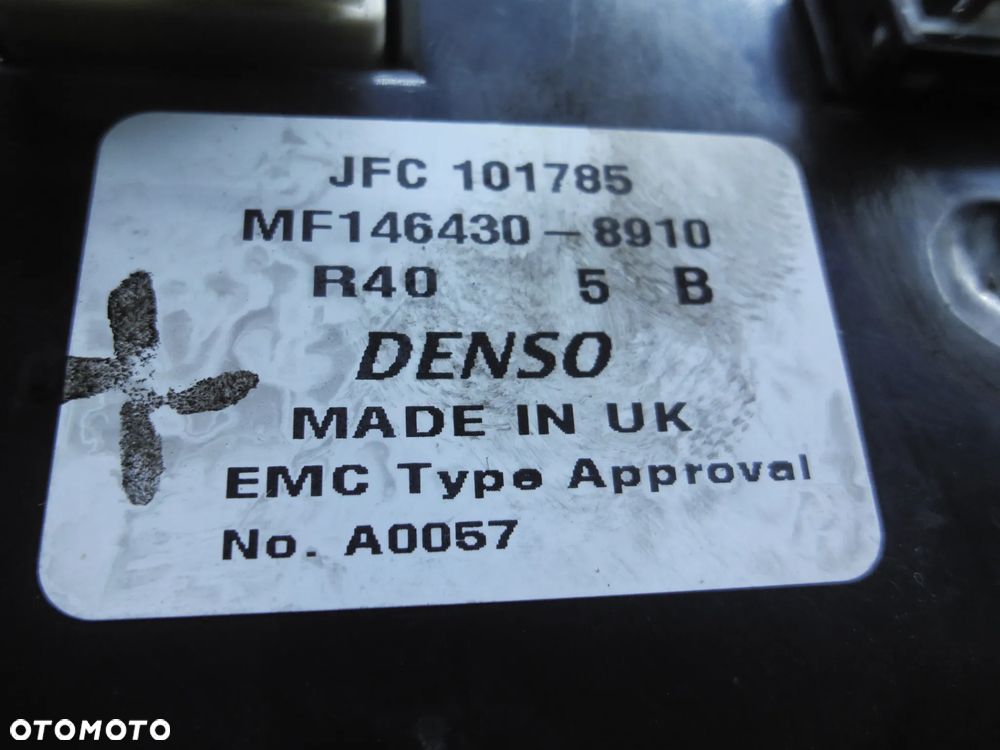 JFC 101785
MF146430-8910
R40 5 B
DENSO
MADE IN UK
EMC Type Approval
No. A0057
OTOMOTO